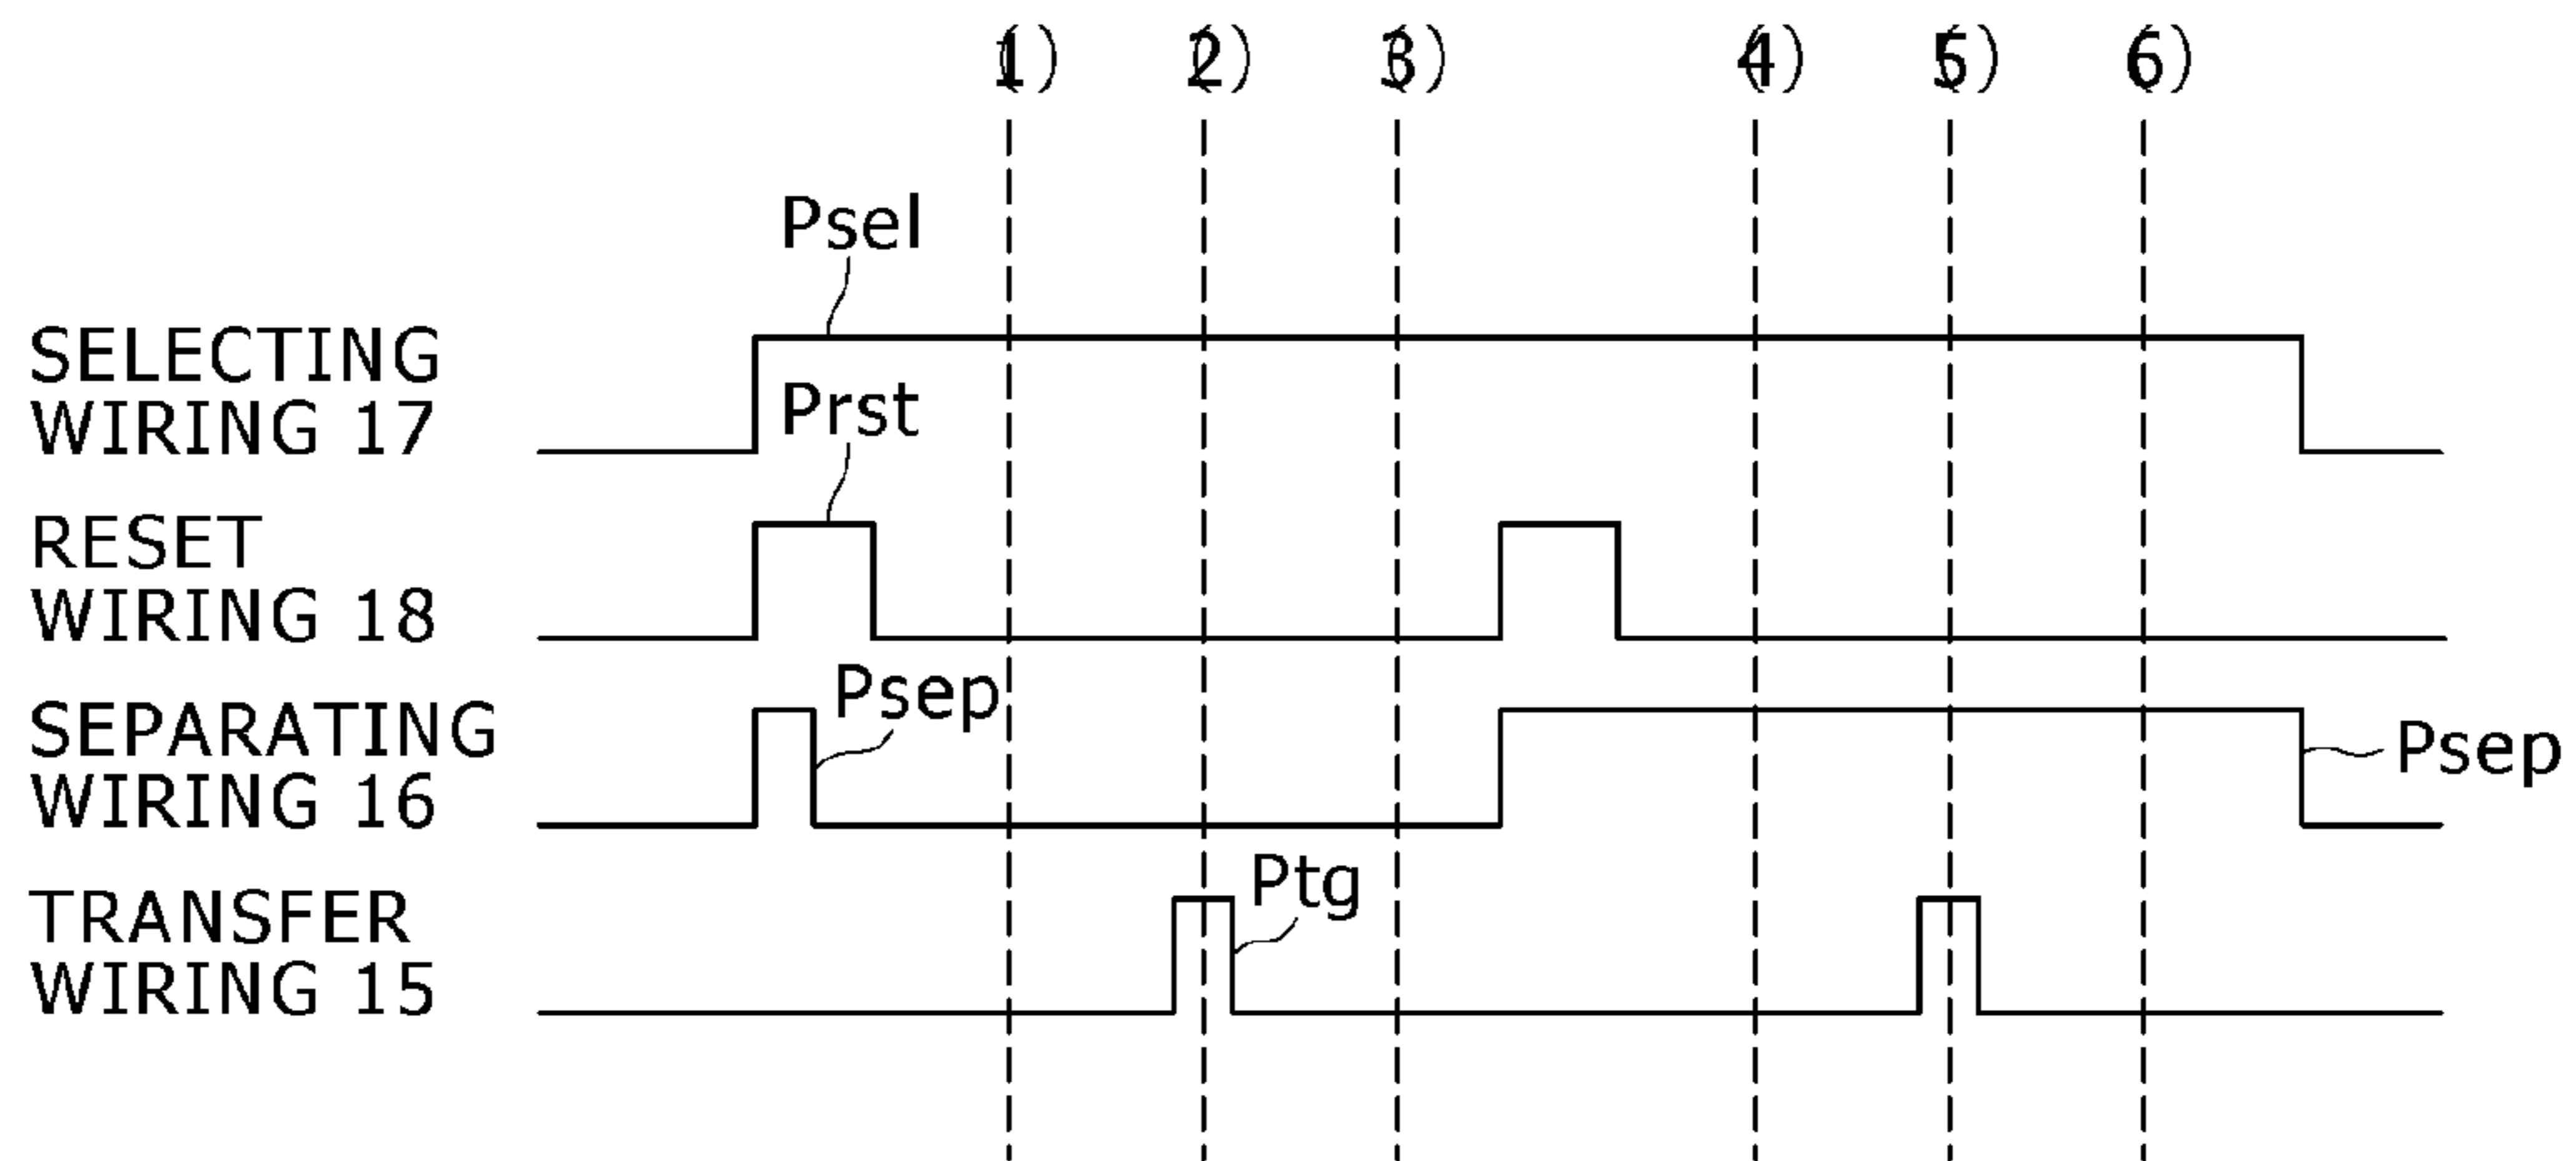 (1) (2) (3) (4) (5) (6)
Psel
SELECTING
WIRING 17
Prst
RESET
WIRING 18
Psep
SEPARATING
WIRING 16
Psep
Ptg
TRANSFER
WIRING 15